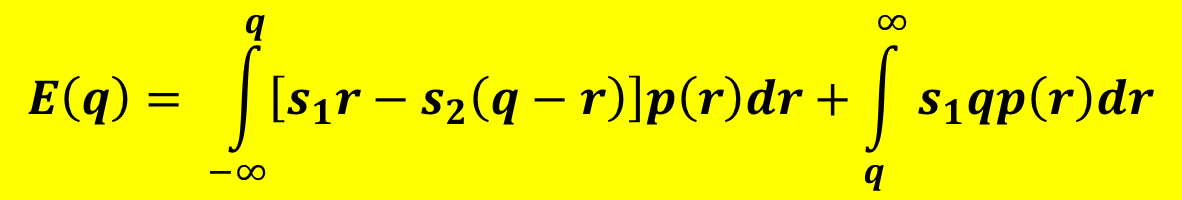 E(q) = ∫_{-∞}^{q} [s₁r − s₂(q − r)]p(r)dr + ∫_{q}^{∞} s₁qp(r)dr